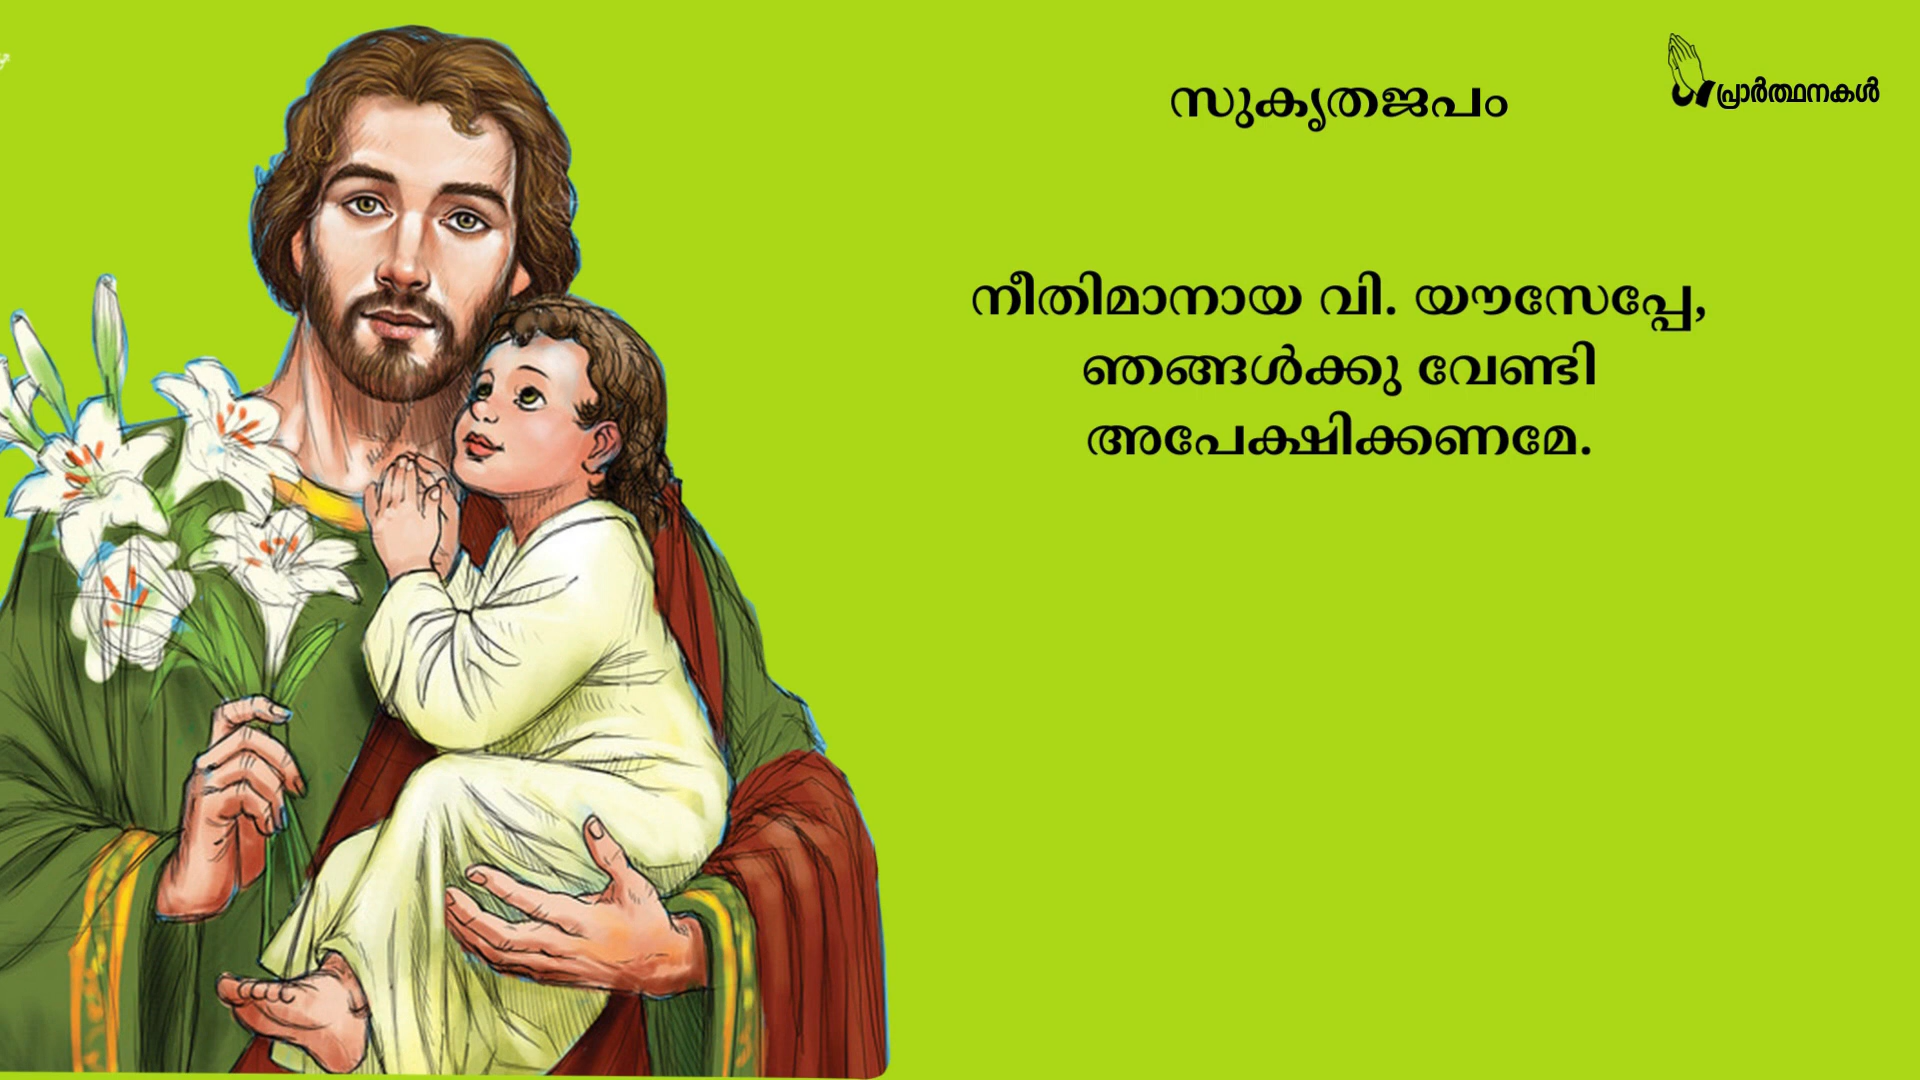 സുകൃതജപം
പ്രാർത്ഥനകൾ
നീതിമാനായ വി. യൗസേപ്പേ,
ഞങ്ങൾക്കു വേണ്ടി
അപേക്ഷിക്കണമേ.